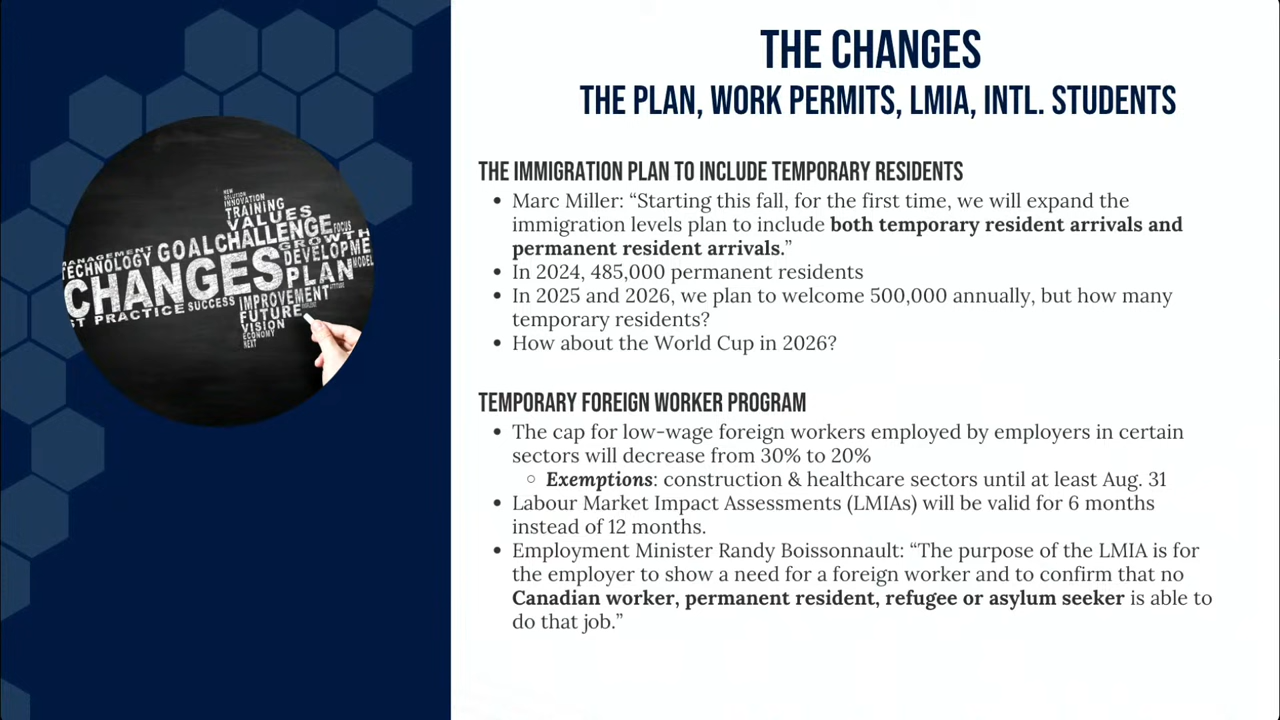 THE CHANGES
THE PLAN, WORK PERMITS, LMIA, INTL. STUDENTS
NEW
SOLUTION
INNOVATION
TRAINING
VALUES
MANAGEMENT GOAL CHALLENGE FOCUS
GROWTH
TECHNOLOGY DEVELOPME
CHANGES PLAN MODEL
ST PRACTICE SUCCESS IMPROVEMENT ATTITUDE
FUTURE
VISION
ECONOMY
NEXT
THE IMMIGRATION PLAN TO INCLUDE TEMPORARY RESIDENTS
• Marc Miller: “Starting this fall, for the first time, we will expand the
immigration levels plan to include both temporary resident arrivals and
permanent resident arrivals.”
• In 2024, 485,000 permanent residents
• In 2025 and 2026, we plan to welcome 500,000 annually, but how many
temporary residents?
• How about the World Cup in 2026?
TEMPORARY FOREIGN WORKER PROGRAM
• The cap for low-wage foreign workers employed by employers in certain
sectors will decrease from 30% to 20%
◦ Exemptions: construction & healthcare sectors until at least Aug. 31
• Labour Market Impact Assessments (LMIAs) will be valid for 6 months
instead of 12 months.
• Employment Minister Randy Boissonnault: “The purpose of the LMIA is for
the employer to show a need for a foreign worker and to confirm that no
Canadian worker, permanent resident, refugee or asylum seeker is able to
do that job.”